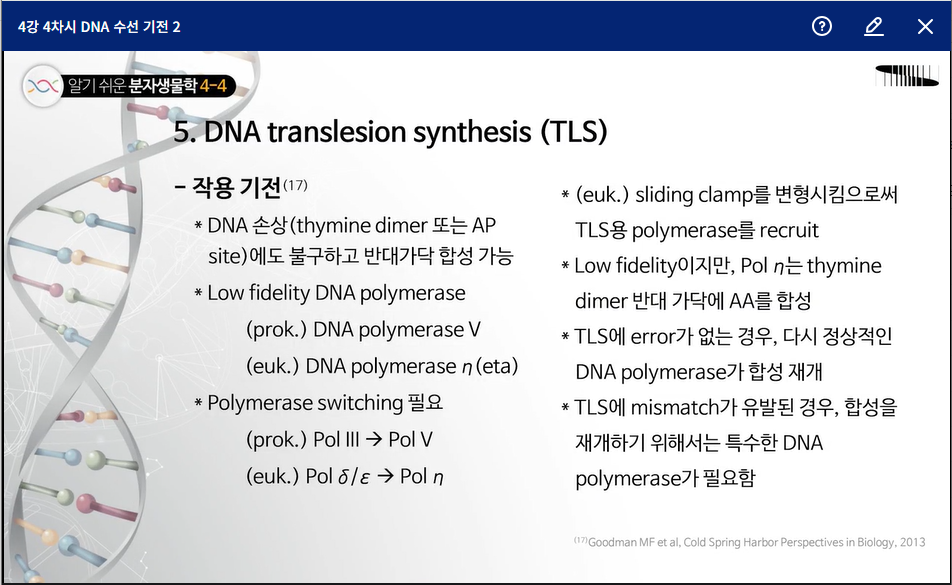 4강 4차시 DNA 수선 기전 2
알기 쉬운 분자생물학 4-4
5. DNA translesion synthesis (TLS)
- 작용 기전(17)
* DNA 손상(thymine dimer 또는 AP
site)에도 불구하고 반대가닥 합성 가능
* Low fidelity DNA polymerase
(prok.) DNA polymerase V
(euk.) DNA polymerase η (eta)
* Polymerase switching 필요
(prok.) Pol III → Pol V
(euk.) Pol δ/ε → Pol η
* (euk.) sliding clamp를 변형시킴으로써
TLS용 polymerase를 recruit
* Low fidelity이지만, Pol η는 thymine
dimer 반대 가닥에 AA를 합성
* TLS에 error가 없는 경우, 다시 정상적인
DNA polymerase가 합성 재개
* TLS에 mismatch가 유발된 경우, 합성을
재개하기 위해서는 특수한 DNA
polymerase가 필요함
(17)Goodman MF et al, Cold Spring Harbor Perspectives in Biology, 2013